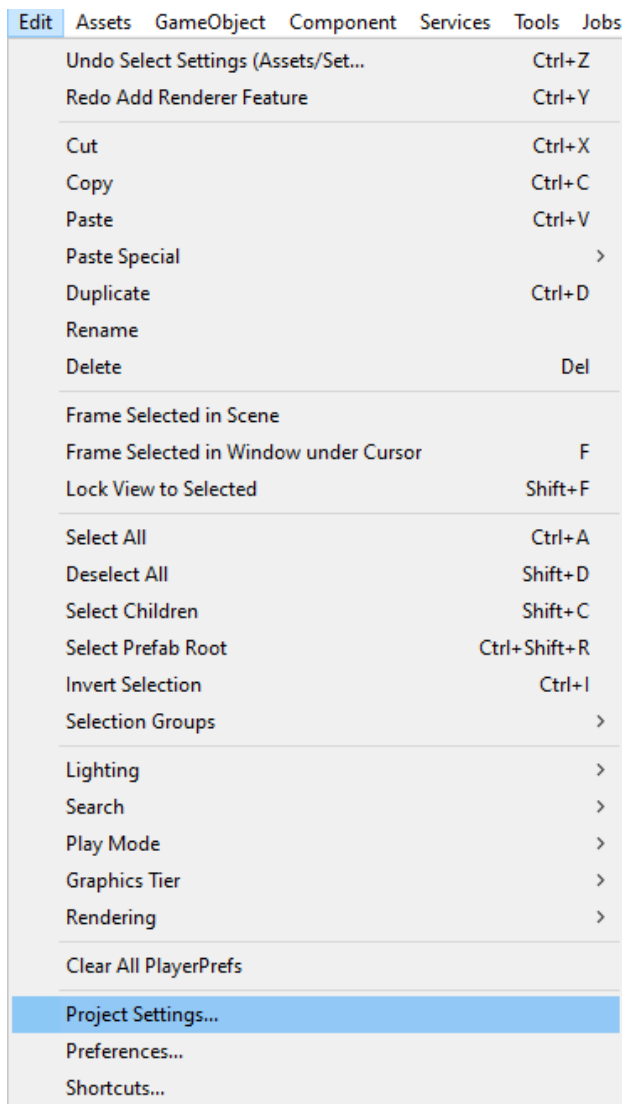 Edit Assets GameObject Component Services Tools Jobs
Undo Select Settings (Assets/Set... Ctrl+Z
Redo Add Renderer Feature Ctrl+Y
Cut Ctrl+X
Copy Ctrl+C
Paste Ctrl+V
Paste Special >
Duplicate Ctrl+D
Rename
Delete Del
Frame Selected in Scene
Frame Selected in Window under Cursor F
Lock View to Selected Shift+F
Select All Ctrl+A
Deselect All Shift+D
Select Children Shift+C
Select Prefab Root Ctrl+Shift+R
Invert Selection Ctrl+I
Selection Groups >
Lighting >
Search >
Play Mode >
Graphics Tier >
Rendering >
Clear All PlayerPrefs
Project Settings...
Preferences...
Shortcuts...